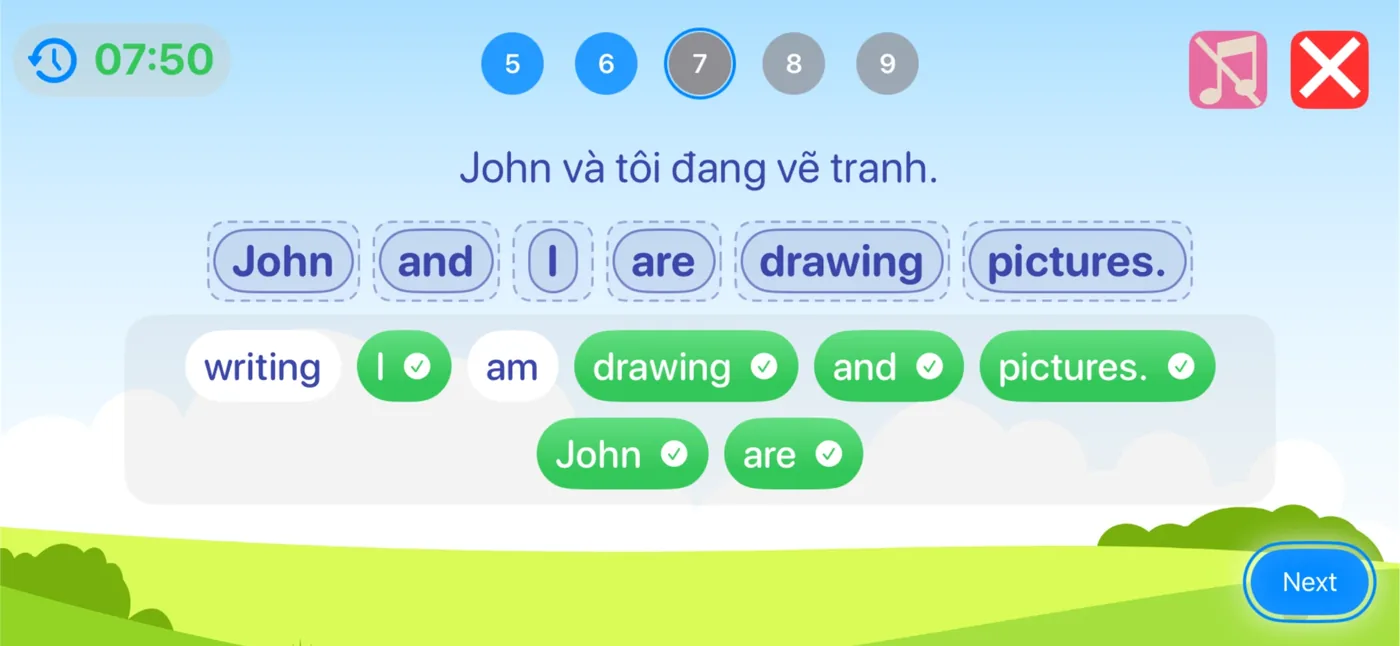 07:50 5 6 7 8 9
John và tôi đang vẽ tranh.
John and I are drawing pictures.
writing I am drawing and pictures.
John are
Next